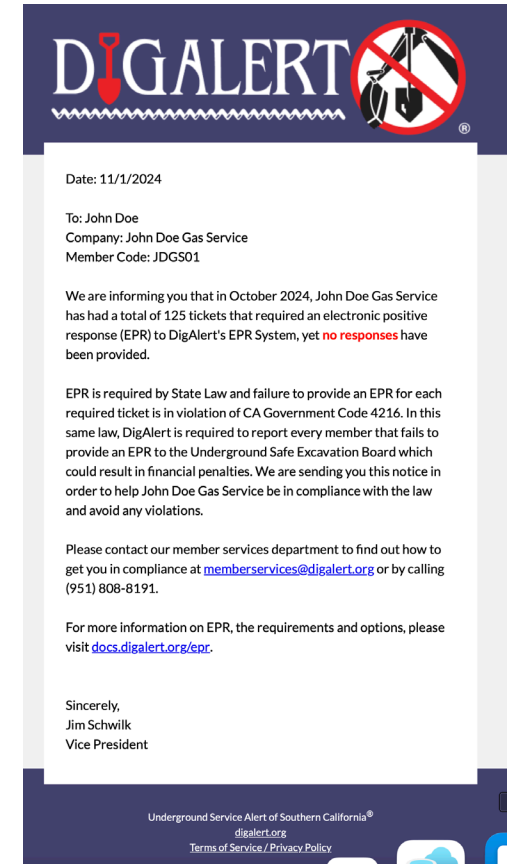 DIGALERT
®
Date: 11/1/2024
To: John Doe
Company: John Doe Gas Service
Member Code: JDGS01
We are informing you that in October 2024, John Doe Gas Service
has had a total of 125 tickets that required an electronic positive
response (EPR) to DigAlert's EPR System, yet no responses have
been provided.
EPR is required by State Law and failure to provide an EPR for each
required ticket is in violation of CA Government Code 4216. In this
same law, DigAlert is required to report every member that fails to
provide an EPR to the Underground Safe Excavation Board which
could result in financial penalties. We are sending you this notice in
order to help John Doe Gas Service be in compliance with the law
and avoid any violations.
Please contact our member services department to find out how to
get you in compliance at memberservices@digalert.org or by calling
(951) 808-8191.
For more information on EPR, the requirements and options, please
visit docs.digalert.org/epr.
Sincerely,
Jim Schwilk
Vice President
Underground Service Alert of Southern California®
digalert.org
Terms of Service / Privacy Policy